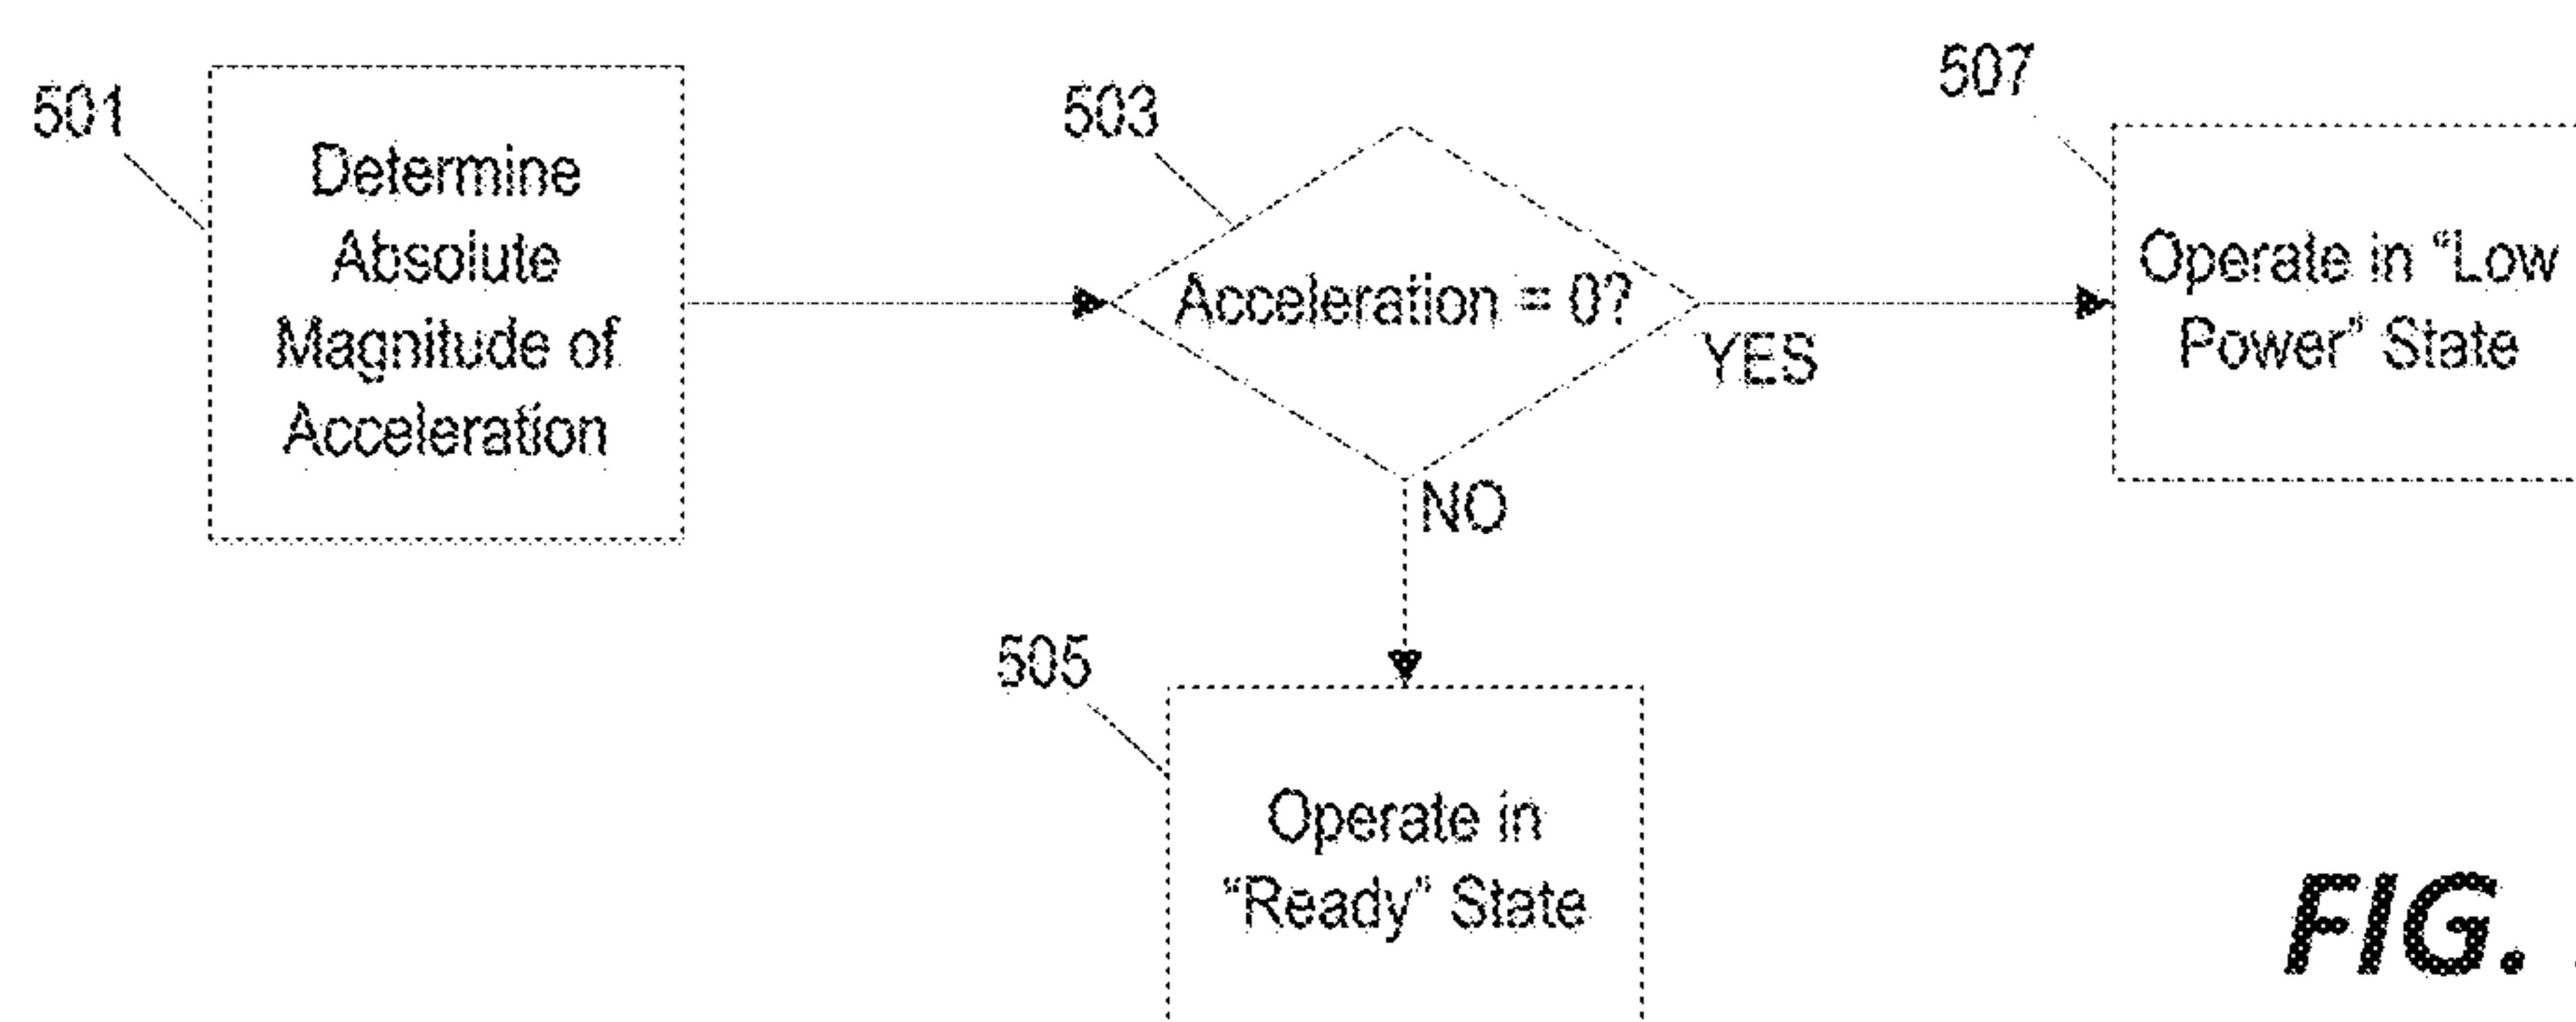 501
Determine
Absolute
Magnitude of
Acceleration
503
Acceleration = 0?
YES
NO
507
Operate in "Low
Power" State
505
Operate in
"Ready" State
FIG.